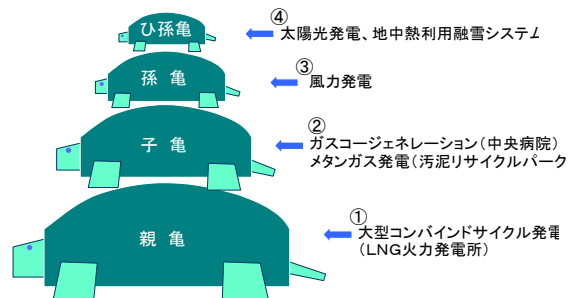 ひ孫亀
④
太陽光発電、地中熱利用融雪システム
孫 亀
③
風力発電
子 亀
②
ガスコージェネレーション(中央病院)
メタンガス発電(汚泥リサイクルパーク
親 亀
①
大型コンバインドサイクル発電
(LNG火力発電所)